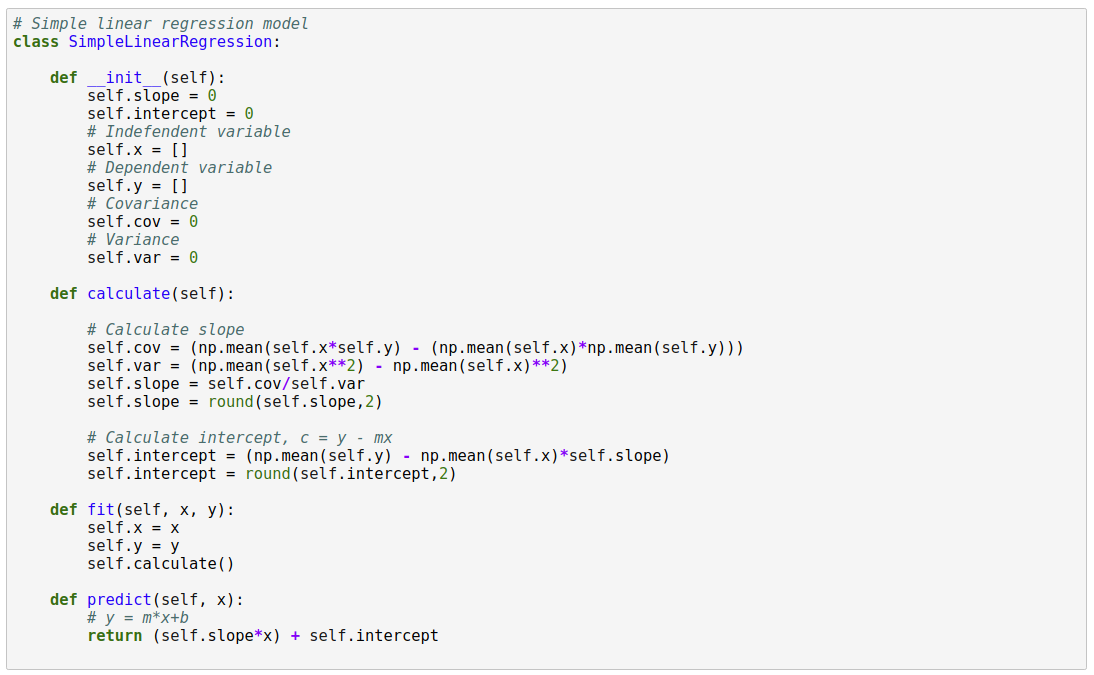 # Simple linear regression model
class SimpleLinearRegression:
    def __init__(self):
        self.slope = 0
        self.intercept = 0
        # Indefendent variable
        self.x = []
        # Dependent variable
        self.y = []
        # Covariance
        self.cov = 0
        # Variance
        self.var = 0
    def calculate(self):
        # Calculate slope
        self.cov = (np.mean(self.x*self.y) - (np.mean(self.x)*np.mean(self.y)))
        self.var = (np.mean(self.x**2) - np.mean(self.x)**2)
        self.slope = self.cov/self.var
        self.slope = round(self.slope,2)
        # Calculate intercept, c = y - mx
        self.intercept = (np.mean(self.y) - np.mean(self.x)*self.slope)
        self.intercept = round(self.intercept,2)
    def fit(self, x, y):
        self.x = x
        self.y = y
        self.calculate()
    def predict(self, x):
        # y = m*x+b
        return (self.slope*x) + self.intercept